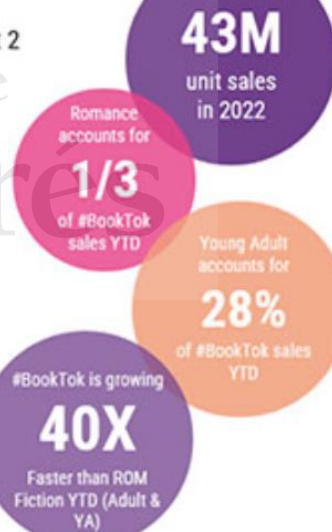 2
43M
unit sales
in 2022
Romance
accounts for
1/3
of #BookTok
sales YTD
Young Adult
accounts for
28%
of #BookTok sales
YTD
#BookTok is growing
40X
Faster than ROM
Fiction YTD (Adult &
YA)